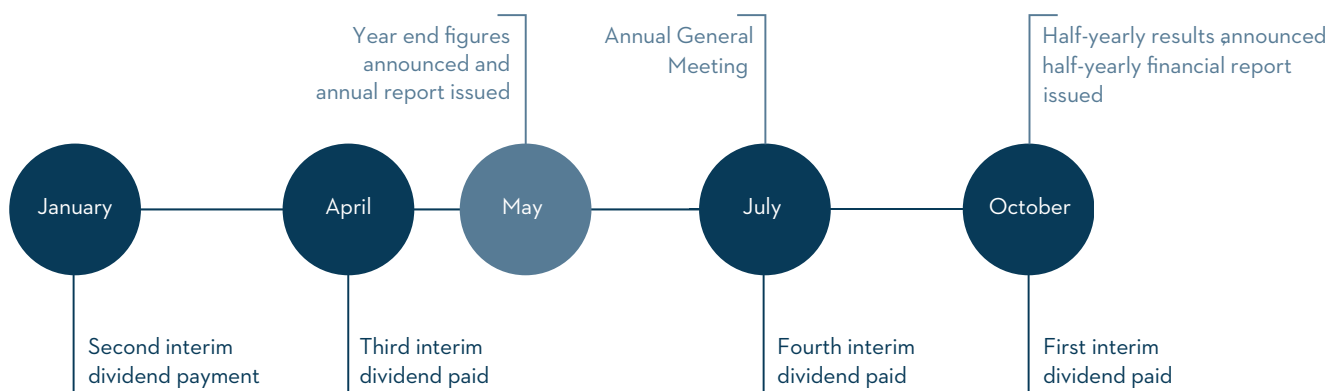 Year end figures
announced and
annual report issued
Annual General
Meeting
Half-yearly results announced
half-yearly financial report
issued
January
April
May
July
October
Second interim
dividend payment
Third interim
dividend paid
Fourth interim
dividend paid
First interim
dividend paid